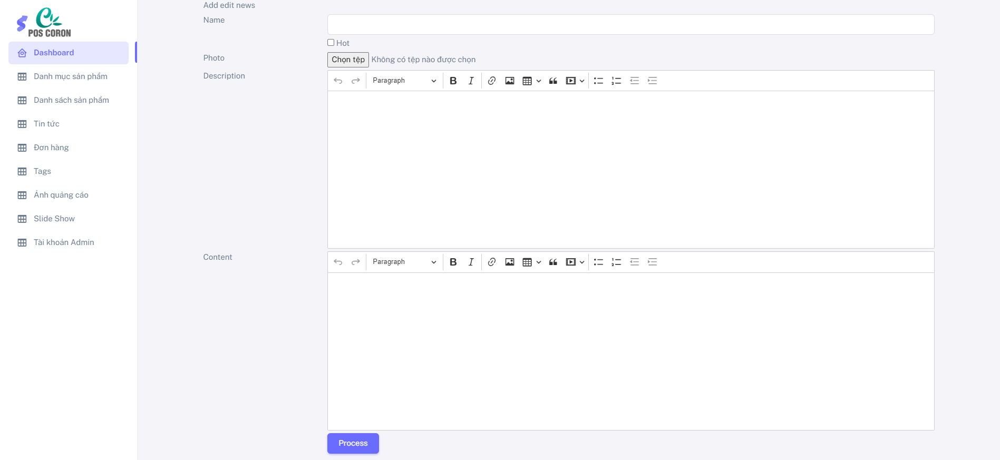 POS CORON
Dashboard
Danh mục sản phẩm
Danh sách sản phẩm
Tin tức
Đơn hàng
Tags
Ảnh quảng cáo
Slide Show
Tài khoản Admin
Add edit news
Name
Hot
Photo
Chọn tệp Không có tệp nào được chọn
Description
Paragraph
Content
Paragraph
Process